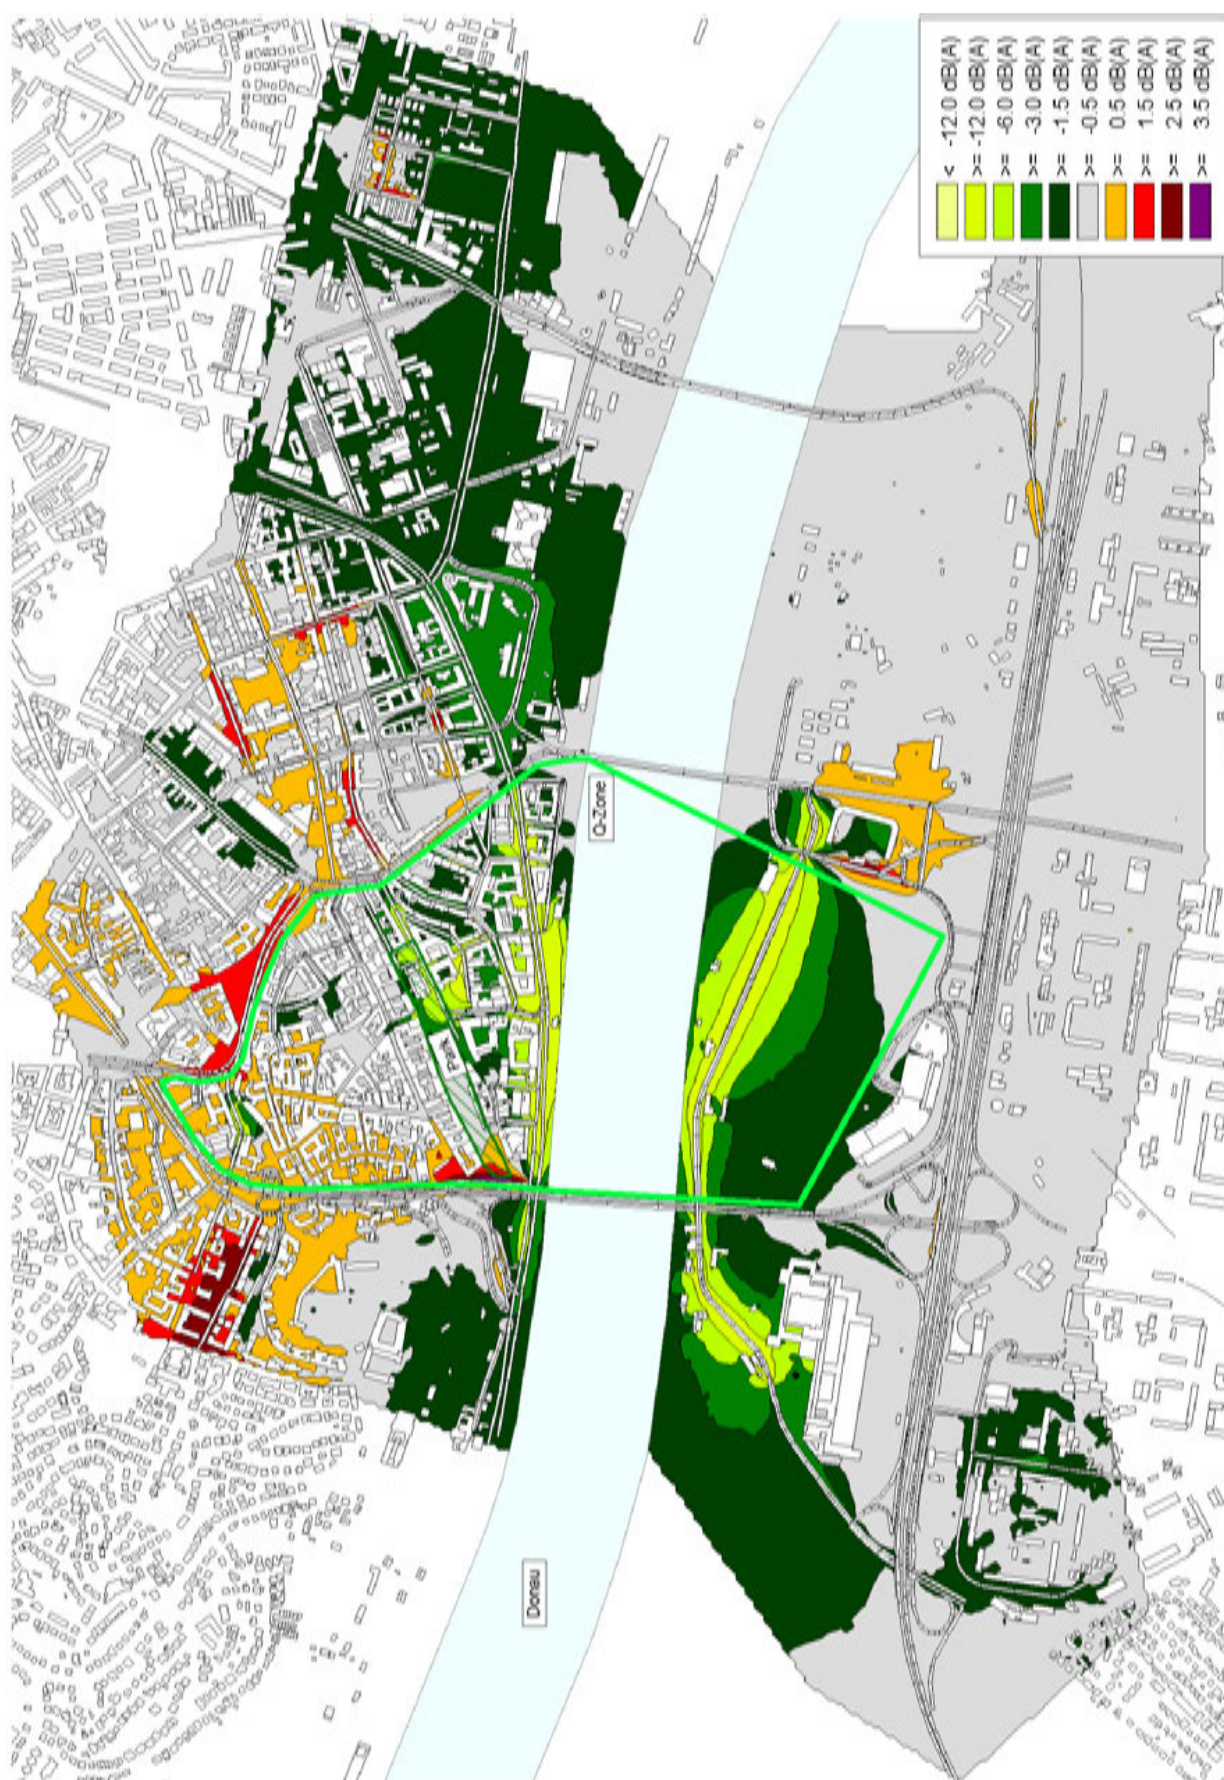 < -12.0 dB(A)
>= -12.0 dB(A)
>= -6.0 dB(A)
>= -3.0 dB(A)
>= -1.5 dB(A)
>= -0.5 dB(A)
>= 0.5 dB(A)
>= 1.5 dB(A)
>= 2.5 dB(A)
>= 3.5 dB(A)
Q-Zone
Park
Donau